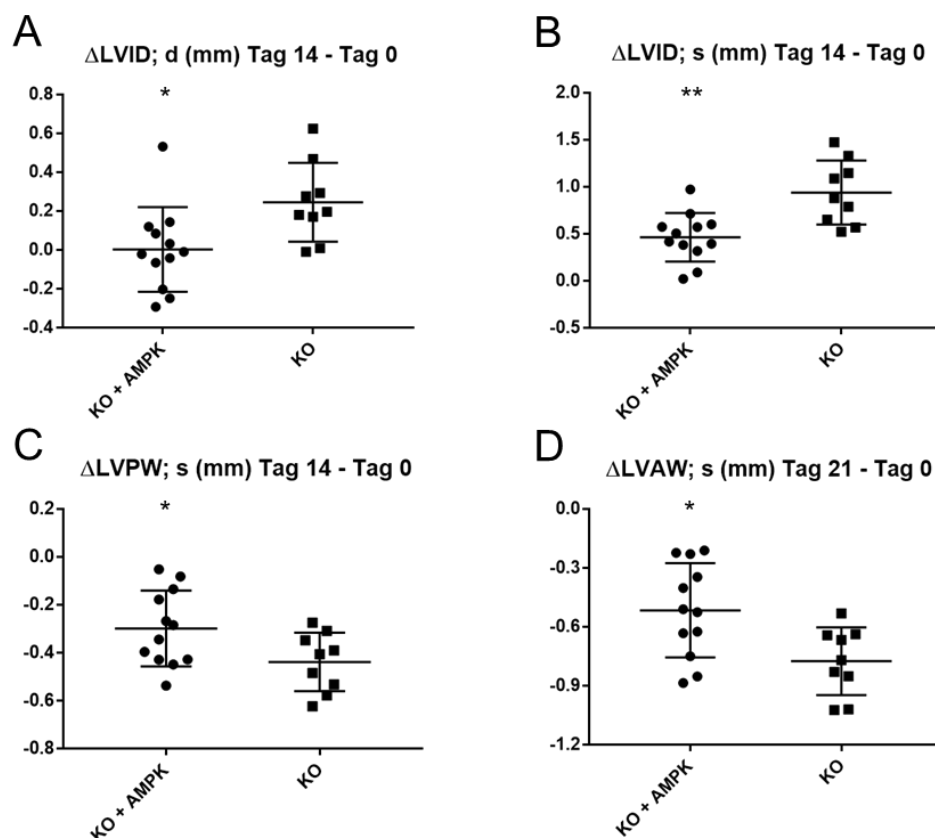 A
ΔLVID; d (mm) Tag 14 - Tag 0
*
0.8
0.6
0.4
0.2
0.0
-0.2
-0.4
KO + AMPK
KO
B
ΔLVID; s (mm) Tag 14 - Tag 0
**
2.0
1.5
1.0
0.5
0.0
-0.5
KO + AMPK
KO
C
ΔLVPW; s (mm) Tag 14 - Tag 0
*
0.2
0.0
-0.2
-0.4
-0.6
-0.8
KO + AMPK
KO
D
ΔLVAW; s (mm) Tag 21 - Tag 0
*
0.0
-0.3
-0.6
-0.9
-1.2
KO + AMPK
KO